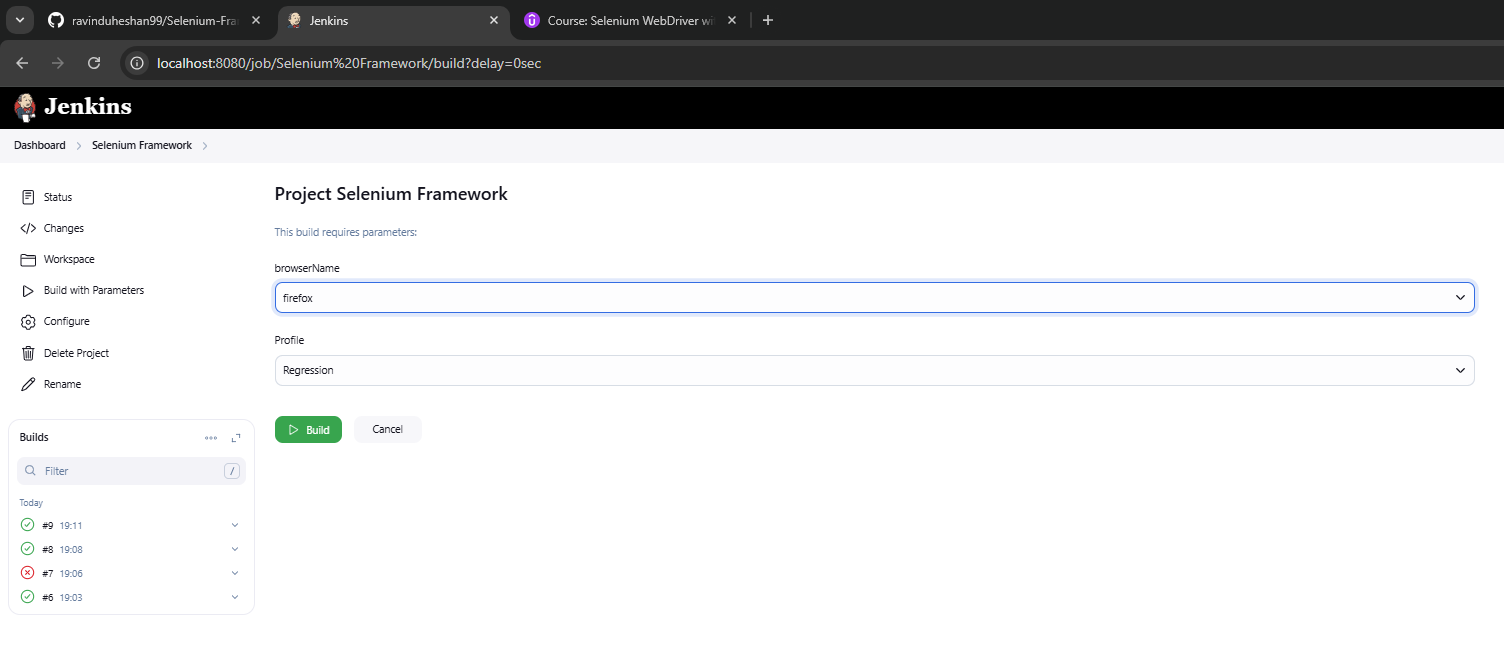 ravinduheshan99/Selenium-Fra
Jenkins
Course: Selenium WebDriver wi
localhost:8080/job/Selenium%20Framework/build?delay=0sec
Jenkins
Dashboard
Selenium Framework
Status
Changes
Workspace
Build with Parameters
Configure
Delete Project
Rename
Builds
Filter
/
Today
#9 19:11
#8 19:08
#7 19:06
#6 19:03
Project Selenium Framework
This build requires parameters:
browserName
firefox
Profile
Regression
Build
Cancel